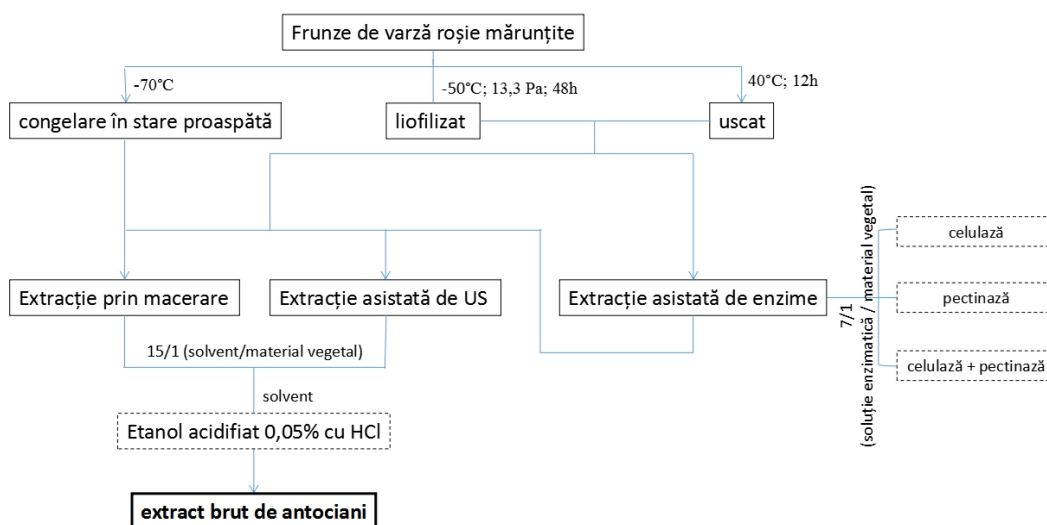 Frunze de varză roșie mărunțite
-70°C
-50°C; 13,3 Pa; 48h
40°C; 12h
congelare în stare proaspătă
liofilizat
uscat
Extracție prin macerare
Extracție asistată de US
Extracție asistată de enzime
7/1
(soluție enzimatică / material vegetal)
celulază
pectinază
celulază + pectinază
15/1 (solvent/material vegetal)
solvent
Etanol acidifiat 0,05% cu HCl
extract brut de antociani